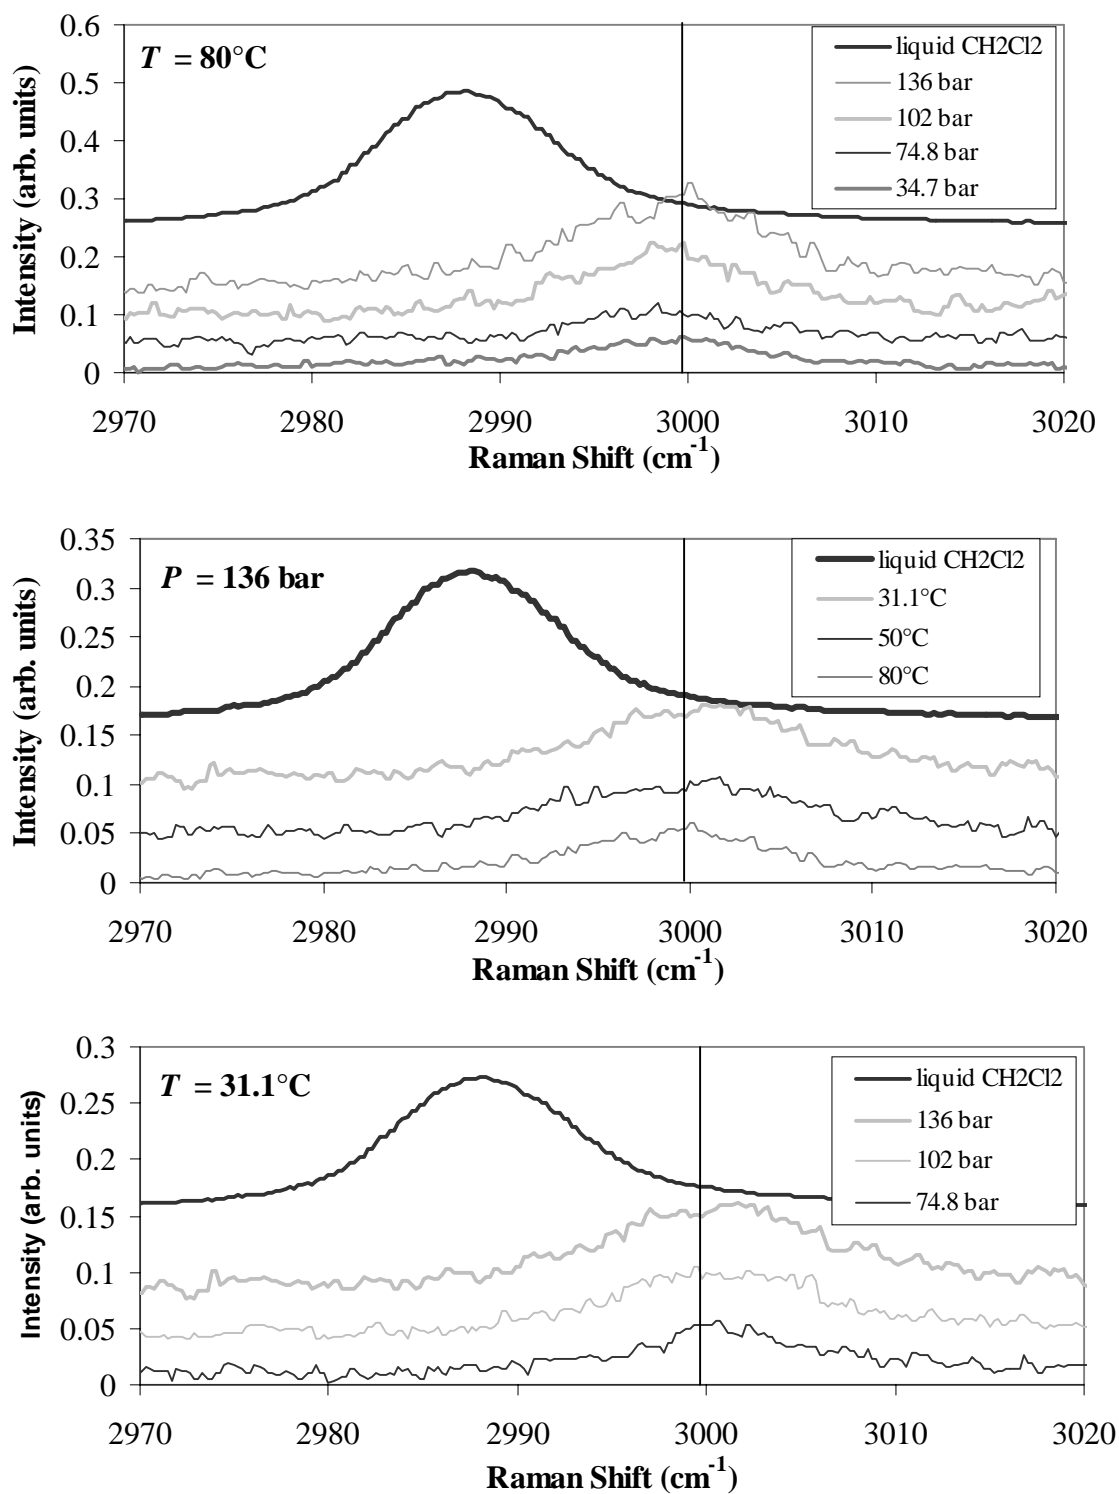 T = 80°C
liquid CH2Cl2
136 bar
102 bar
74.8 bar
34.7 bar
Intensity (arb. units)
0.6
0.5
0.4
0.3
0.2
0.1
0
2970 2980 2990 3000 3010 3020
Raman Shift (cm-1)
P = 136 bar
liquid CH2Cl2
31.1°C
50°C
80°C
Intensity (arb. units)
0.35
0.3
0.25
0.2
0.15
0.1
0.05
0
2970 2980 2990 3000 3010 3020
Raman Shift (cm-1)
T = 31.1°C
liquid CH2Cl2
136 bar
102 bar
74.8 bar
Intensity (arb. units)
0.3
0.25
0.2
0.15
0.1
0.05
0
2970 2980 2990 3000 3010 3020
Raman Shift (cm-1)